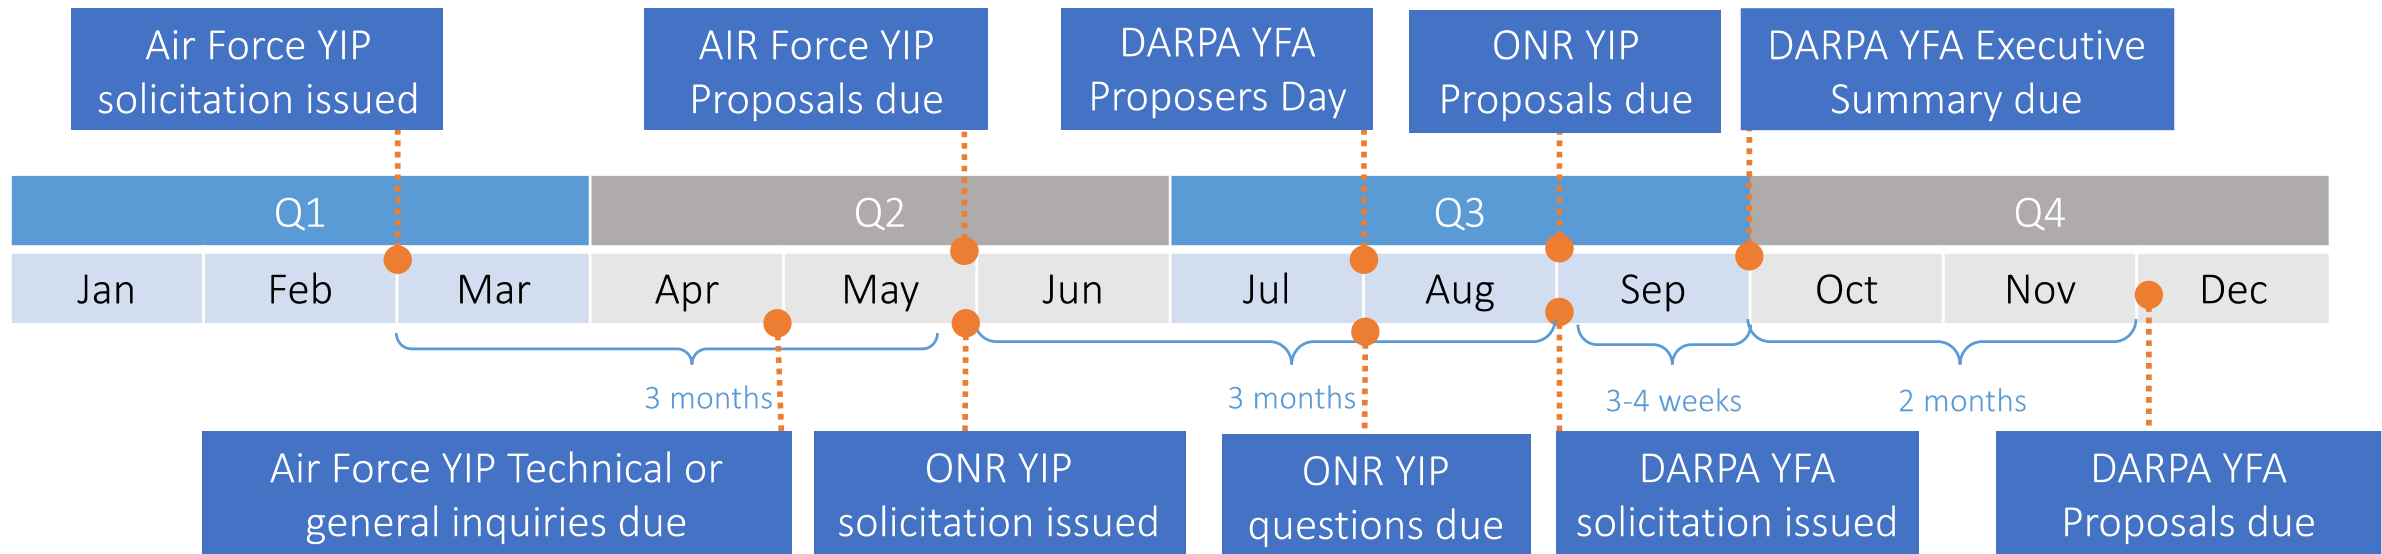 Air Force YIP
solicitation issued
AIR Force YIP
Proposals due
DARPA YFA
Proposers Day
ONR YIP
Proposals due
DARPA YFA Executive
Summary due
Q1
Q2
Q3
Q4
Jan
Feb
Mar
Apr
May
Jun
Jul
Aug
Sep
Oct
Nov
Dec
3 months
3 months
3-4 weeks
2 months
Air Force YIP Technical or
general inquiries due
ONR YIP
solicitation issued
ONR YIP
questions due
DARPA YFA
solicitation issued
DARPA YFA
Proposals due